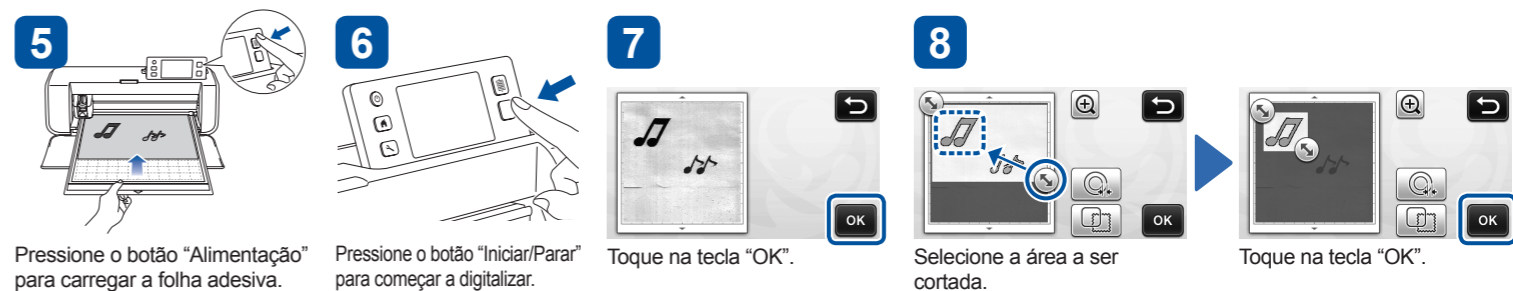 5
Pressione o botão “Alimentação”
para carregar a folha adesiva.
6
Pressione o botão “Iniciar/Parar”
para começar a digitalizar.
7
OK
Toque na tecla “OK”.
8
OK
Selecione a área a ser
cortada.
OK
Toque na tecla “OK”.